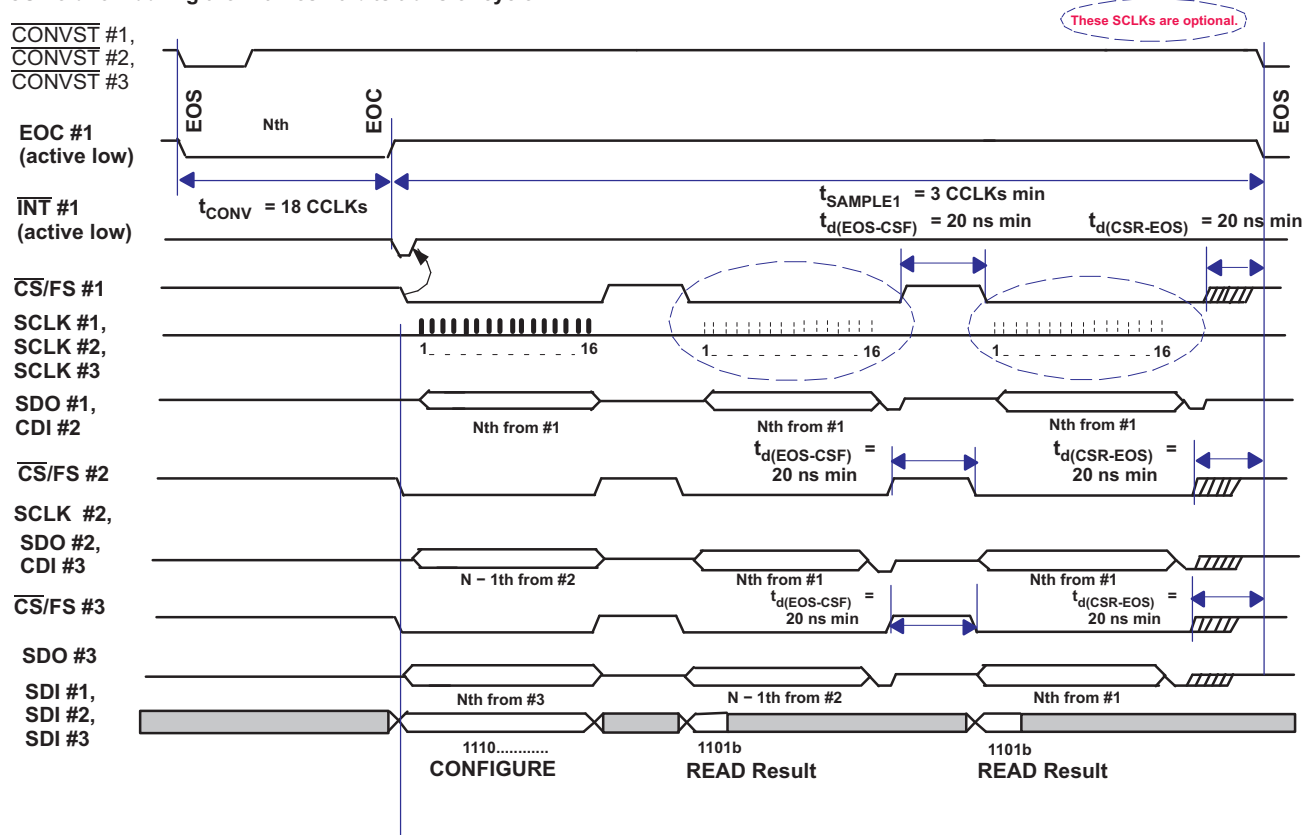 These SCLKs are optional.
CONVST #1,
CONVST #2,
CONVST #3
EOS
Nth
EOC
EOS
EOC #1
(active low)
tCONV = 18 CCLKs
tSAMPLE1 = 3 CCLKs min
td(EOS-CSF) = 20 ns min
td(CSR-EOS) = 20 ns min
INT #1
(active low)
CS/FS #1
SCLK #1,
SCLK #2,
SCLK #3
1_ _ _ _ _ _ _ _ _ _ 16
1_ _ _ _ _ _ _ _ _ _ 16
1_ _ _ _ _ _ _ _ _ _ 16
SDO #1,
CDI #2
Nth from #1
Nth from #1
Nth from #1
td(EOS-CSF) =
20 ns min
td(CSR-EOS) =
20 ns min
CS/FS #2
SCLK #2,
SDO #2,
CDI #3
N − 1th from #2
Nth from #1
Nth from #1
td(EOS-CSF) =
20 ns min
td(CSR-EOS) =
20 ns min
CS/FS #3
SDO #3
Nth from #3
N − 1th from #2
Nth from #1
SDI #1,
SDI #2,
SDI #3
1110............
CONFIGURE
1101b
READ Result
1101b
READ Result